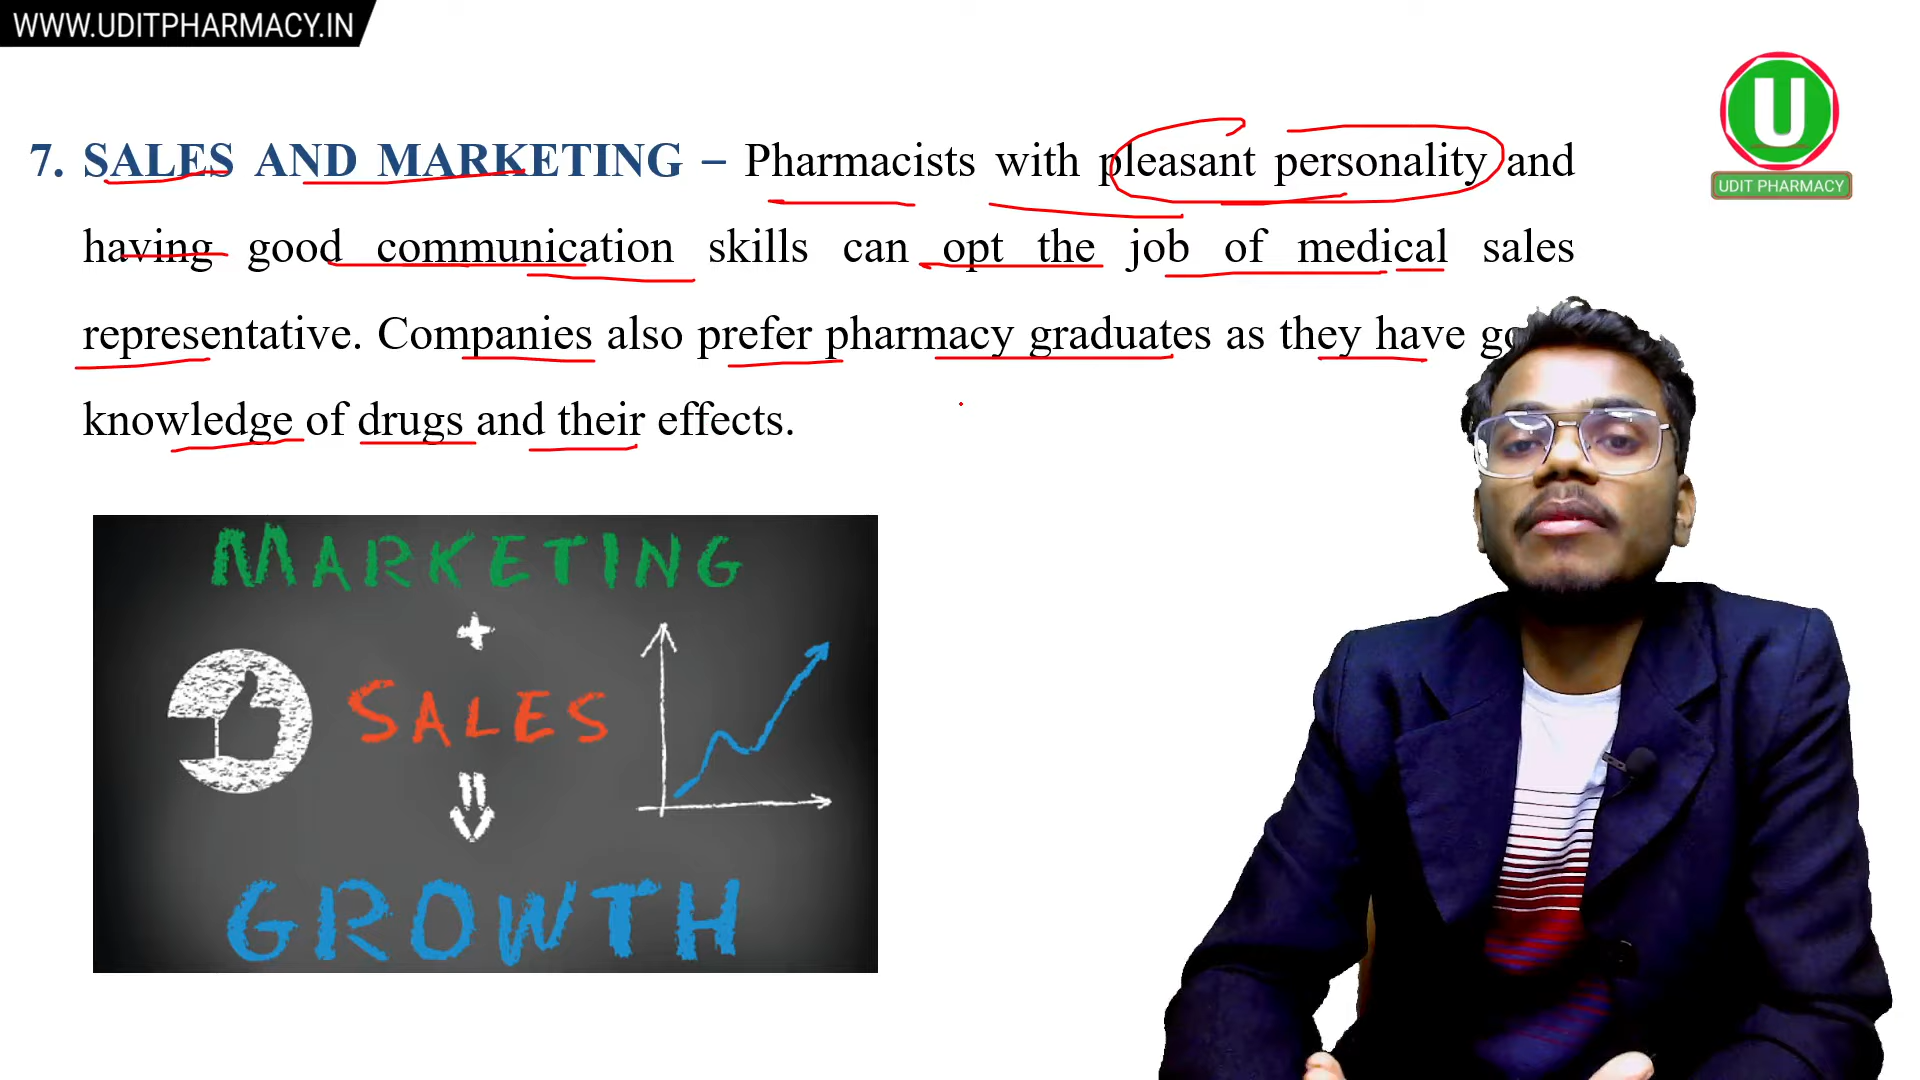 WWW.UDITPHARMACY.IN
U
UDIT PHARMACY
7. SALES AND MARKETING – Pharmacists with pleasant personality and
having good communication skills can opt the job of medical sales
representative. Companies also prefer pharmacy graduates as they have
knowledge of drugs and their effects.
MARKETING
+
SALES
GROWTH